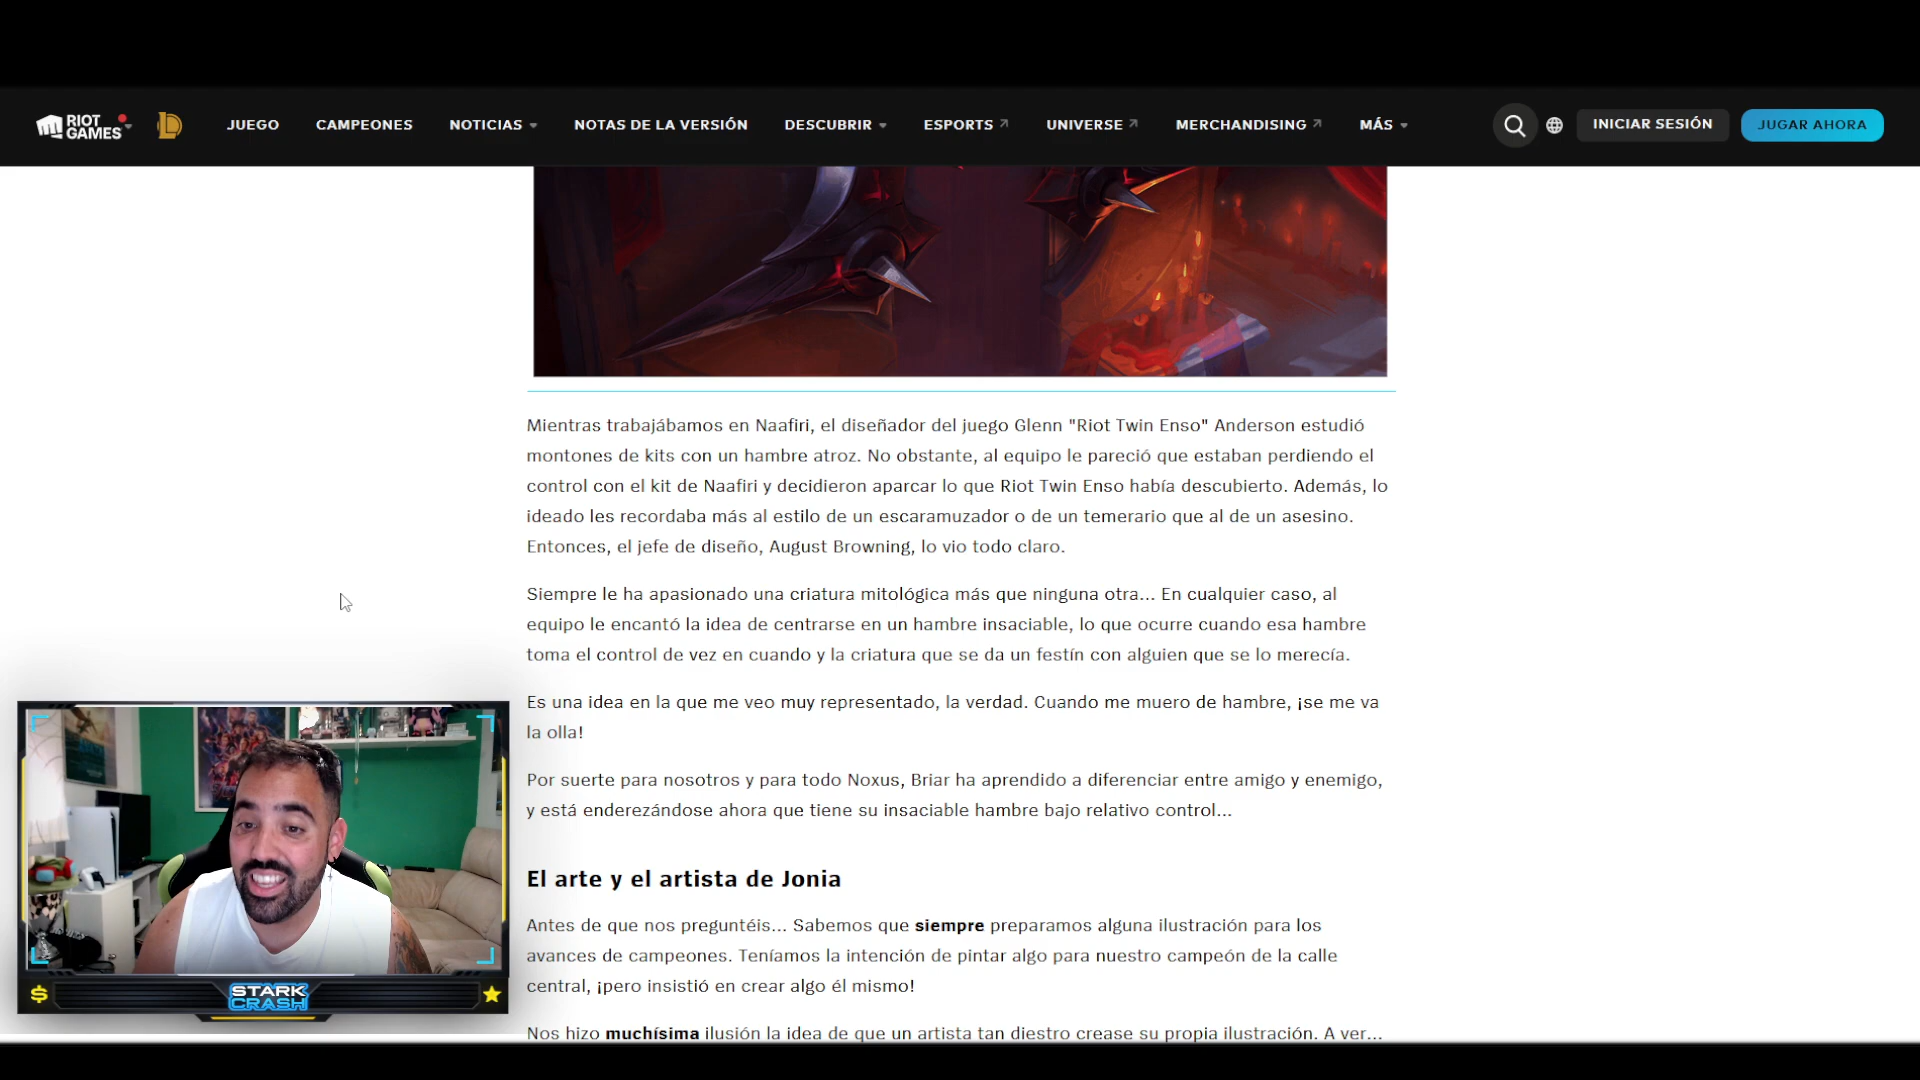 RIOT GAMES
JUEGO
CAMPEONES
NOTICIAS
NOTAS DE LA VERSIÓN
DESCUBRIR
ESPORTS
UNIVERSE
MERCHANDISING
MÁS
INICIAR SESIÓN
JUGAR AHORA
Mientras trabajábamos en Naafiri, el diseñador del juego Glenn "Riot Twin Enso" Anderson estudió
montones de kits con un hambre atroz. No obstante, al equipo le pareció que estaban perdiendo el
control con el kit de Naafiri y decidieron aparcar lo que Riot Twin Enso había descubierto. Además, lo
ideado les recordaba más al estilo de un escaramuzador o de un temerario que al de un asesino.
Entonces, el jefe de diseño, August Browning, lo vio todo claro.
Siempre le ha apasionado una criatura mitológica más que ninguna otra... En cualquier caso, al
equipo le encantó la idea de centrarse en un hambre insaciable, lo que ocurre cuando esa hambre
toma el control de vez en cuando y la criatura que se da un festín con alguien que se lo merecía.
Es una idea en la que me veo muy representado, la verdad. Cuando me muero de hambre, ¡se me va
la olla!
Por suerte para nosotros y para todo Noxus, Briar ha aprendido a diferenciar entre amigo y enemigo,
y está enderezándose ahora que tiene su insaciable hambre bajo relativo control...
El arte y el artista de Jonia
Antes de que nos preguntéis... Sabemos que siempre preparamos alguna ilustración para los
avances de campeones. Teníamos la intención de pintar algo para nuestro campeón de la calle
central, ¡pero insistió en crear algo él mismo!
Nos hizo muchísima ilusión la idea de que un artista tan diestro crease su propia ilustración. A ver...
$
STARK
CRASH